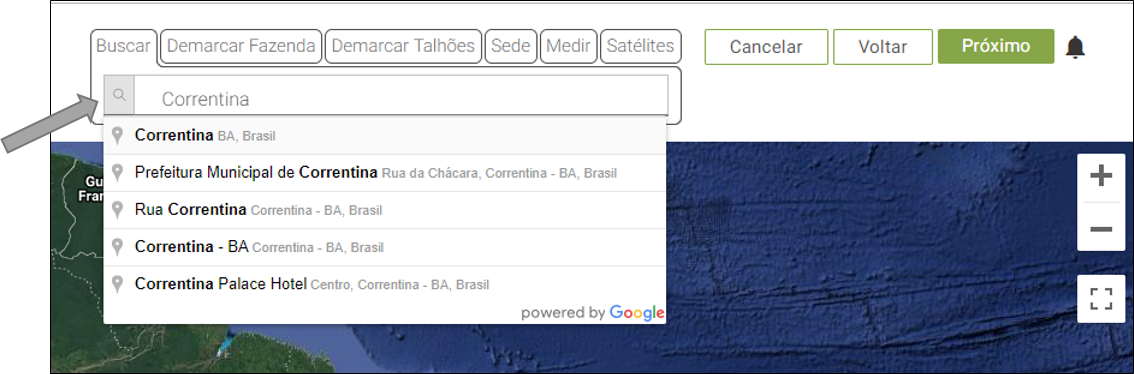 Buscar Demarcar Fazenda Demarcar Talhões Sede Medir Satélites Cancelar Voltar Próximo
Correntina
Correntina BA, Brasil
Prefeitura Municipal de Correntina Rua da Chácara, Correntina - BA, Brasil
Rua Correntina Correntina - BA, Brasil
Correntina - BA Correntina - BA, Brasil
Correntina Palace Hotel Centro, Correntina - BA, Brasil
powered by Google
Gu
Fran